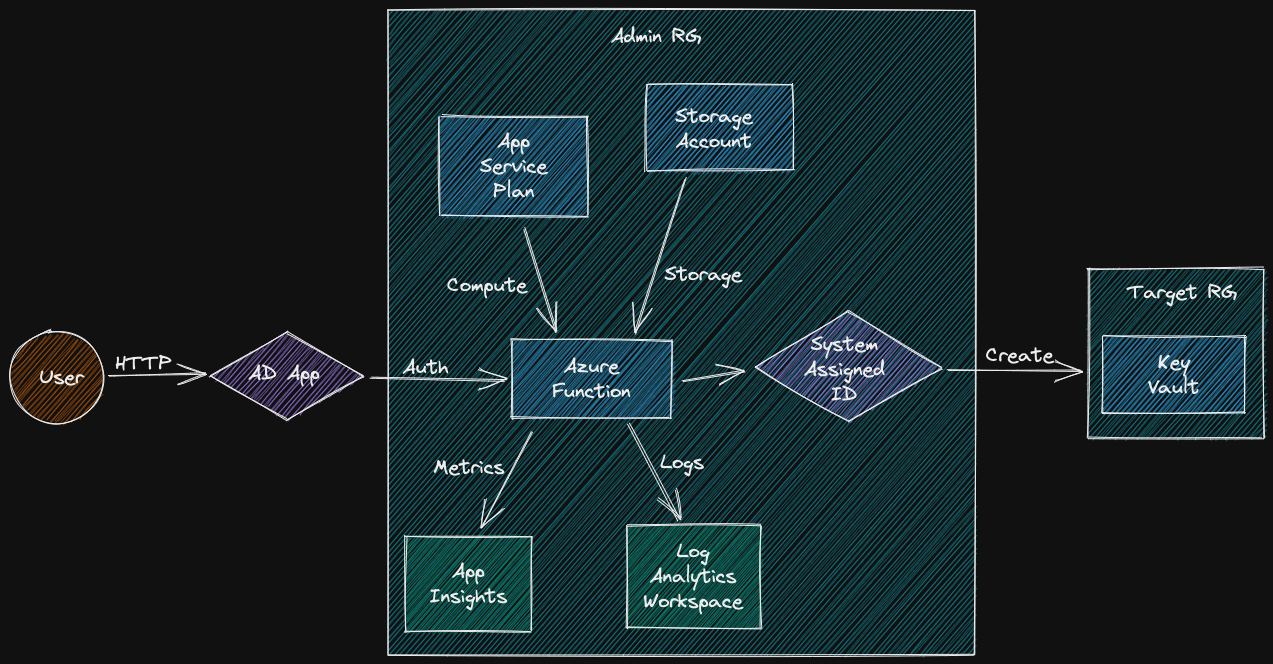 Admin RG
Storage
Account
App
Service
Plan
Compute
Storage
Target RG
Key
Vault
User
HTTP
AD App
Auth
Azure
Function
System
Assigned
ID
Create
Metrics
Logs
App
Insights
Log
Analytics
Workspace